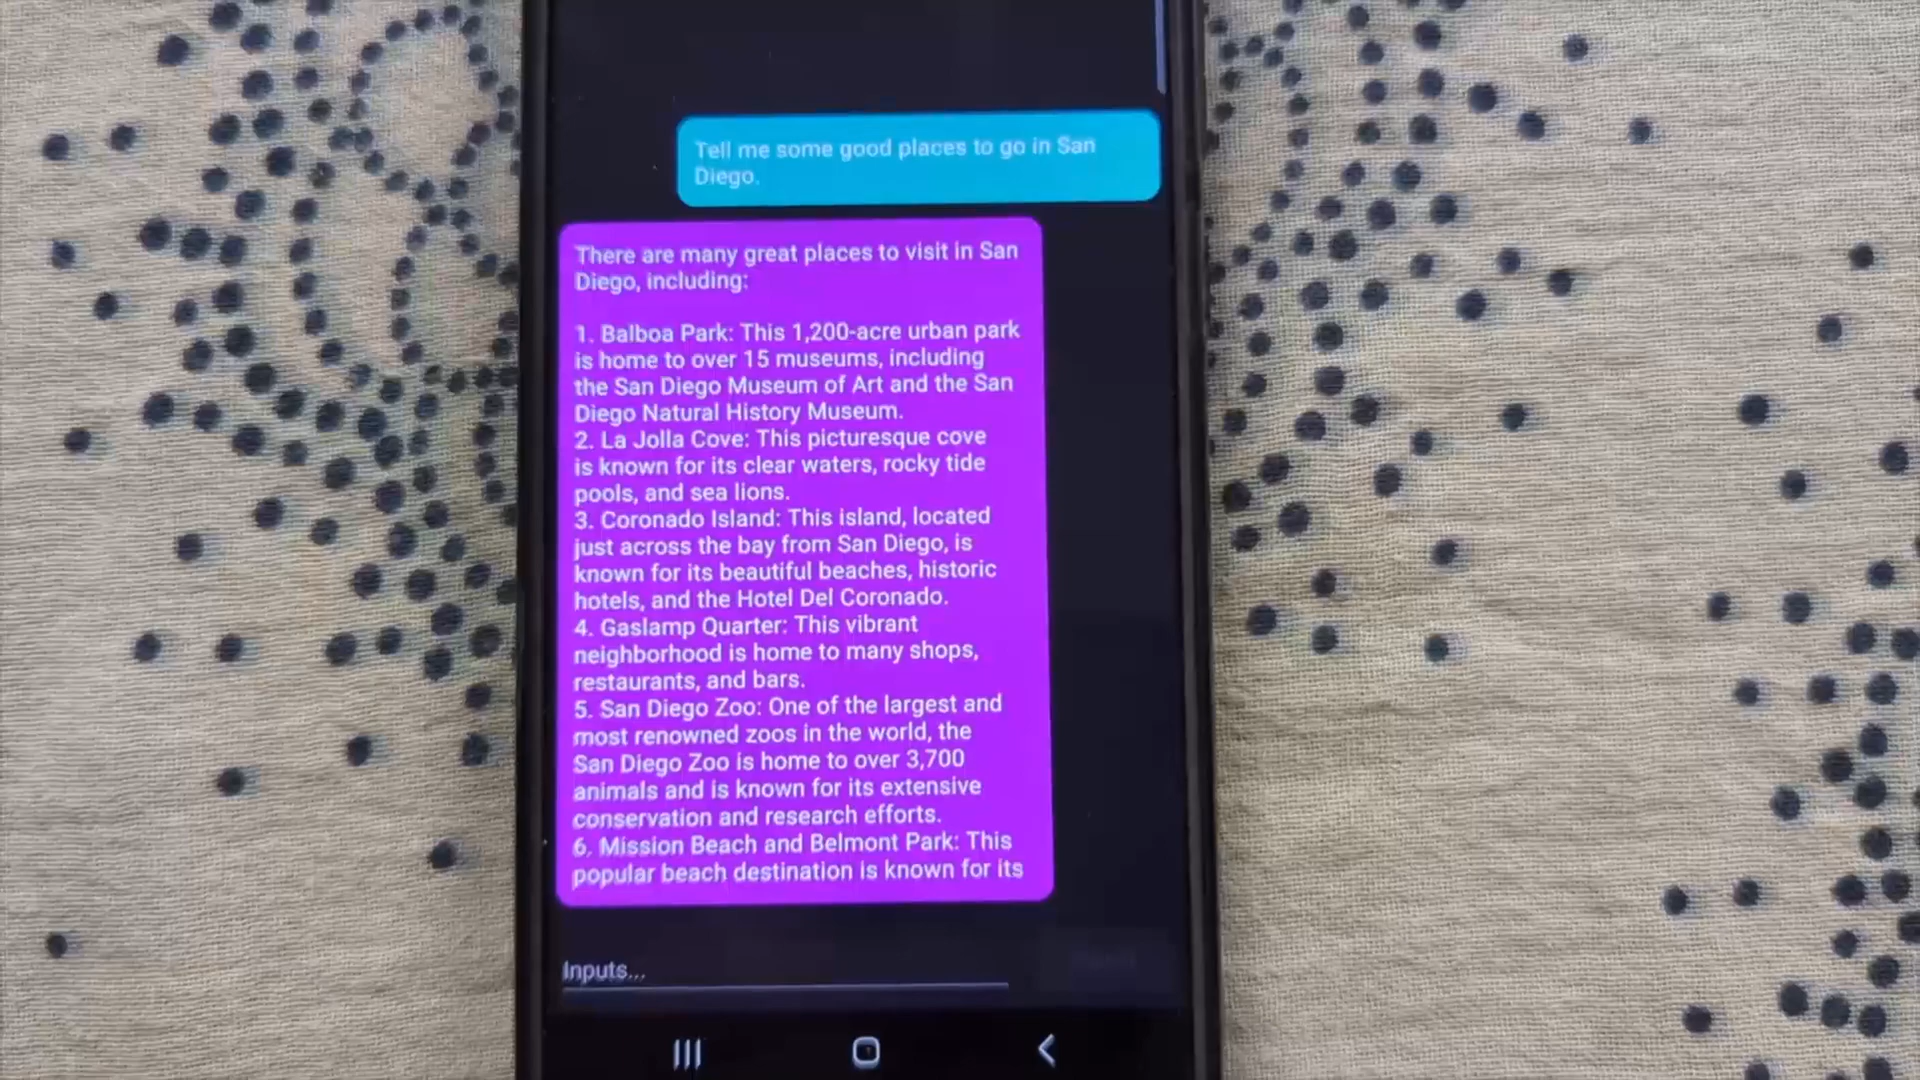 Tell me some good places to go in San
Diego.
There are many great places to visit in San
Diego, including:
1. Balboa Park: This 1,200-acre urban park
is home to over 15 museums, including
the San Diego Museum of Art and the San
Diego Natural History Museum.
2. La Jolla Cove: This picturesque cove
is known for its clear waters, rocky tide
pools, and sea lions.
3. Coronado Island: This island, located
just across the bay from San Diego, is
known for its beautiful beaches, historic
hotels, and the Hotel Del Coronado.
4. Gaslamp Quarter: This vibrant
neighborhood is home to many shops,
restaurants, and bars.
5. San Diego Zoo: One of the largest and
most renowned zoos in the world, the
San Diego Zoo is home to over 3,700
animals and is known for its extensive
conservation and research efforts.
6. Mission Beach and Belmont Park: This
popular beach destination is known for its
Inputs...